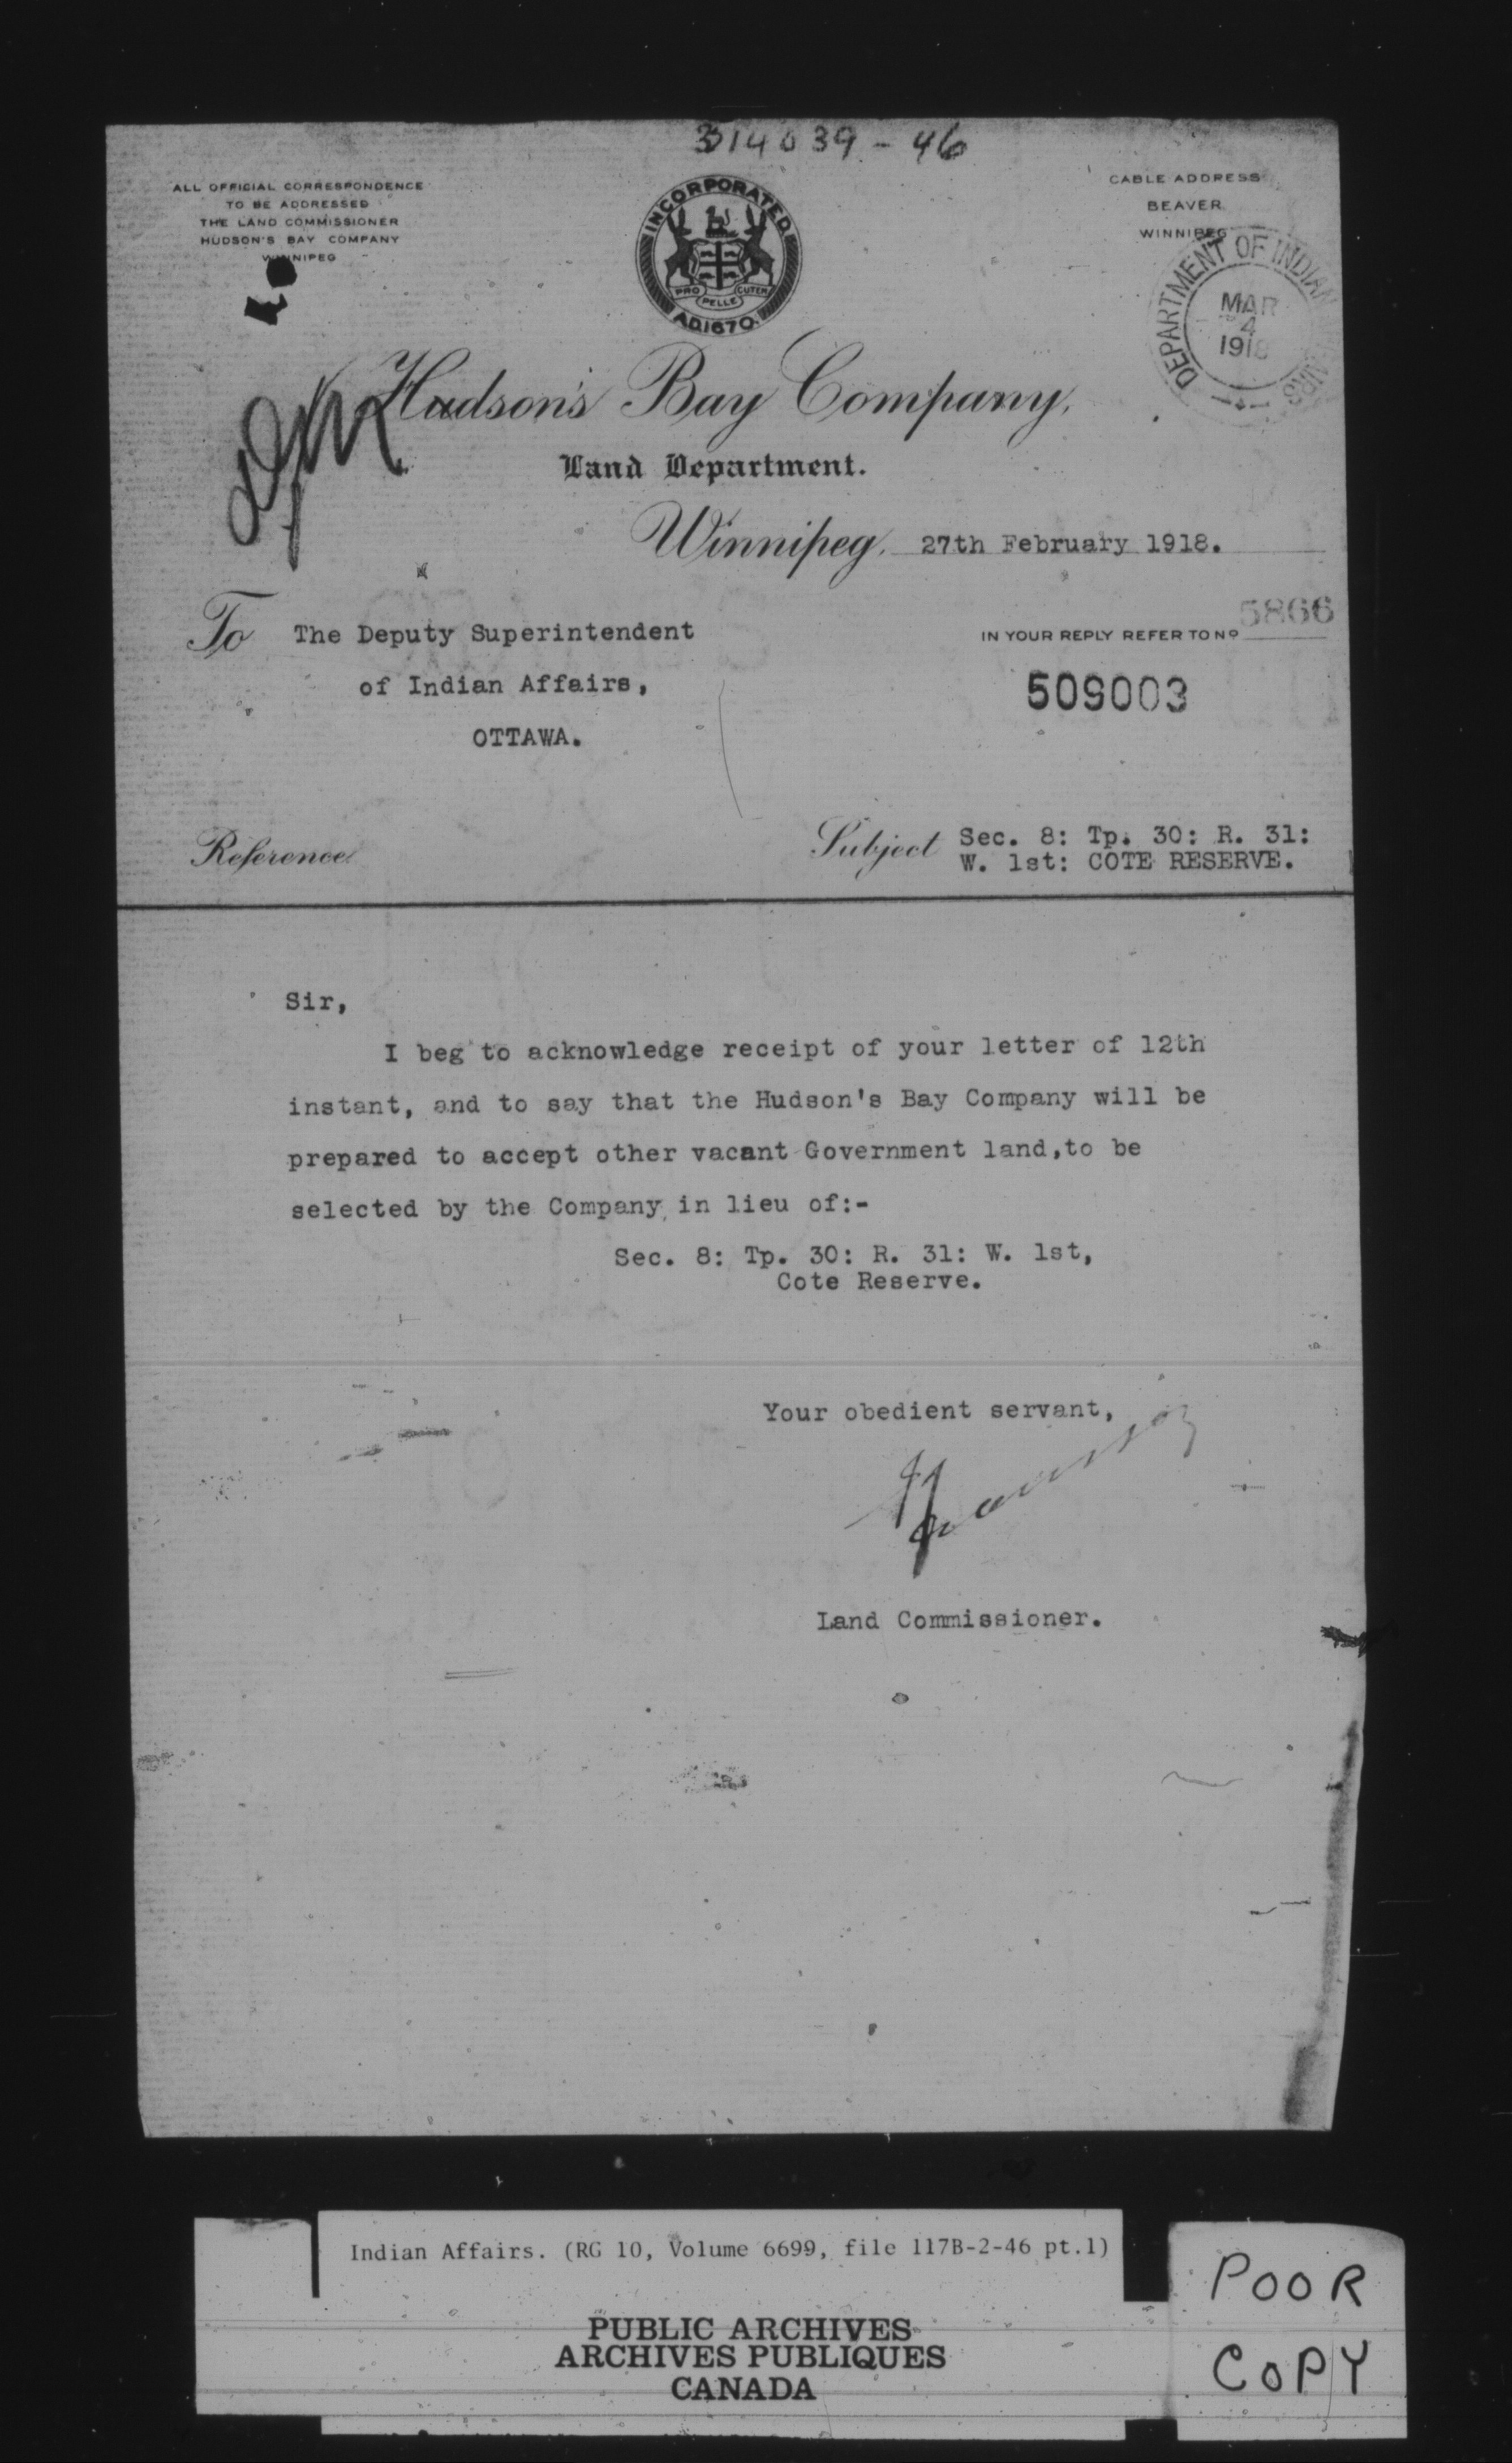 314039-46
ALL OFFICIAL CORRESPONDENCE
TO BE ADDRESSED
THE LAND COMMISSIONER
HUDSON'S BAY COMPANY
WINNIPEG
INCORPORATED
PRO PELLE CUTEM
AD.1670.
CABLE ADDRESS
BEAVER
WINNIPEG
DEPARTMENT OF INDIAN AFFAIRS
MAR
4
1918
Hudson's Bay Company,
Land Department.
Winnipeg, 27th February 1918.
To The Deputy Superintendent
of Indian Affairs,
OTTAWA.
IN YOUR REPLY REFER TO No 5866
509003
Reference
Subject Sec. 8: Tp. 30: R. 31:
W. 1st: COTE RESERVE.
Sir,
I beg to acknowledge receipt of your letter of 12th
instant, and to say that the Hudson's Bay Company will be
prepared to accept other vacant Government land,to be
selected by the Company in lieu of:-
Sec. 8: Tp. 30: R. 31: W. 1st,
Cote Reserve.
Your obedient servant,
Land Commissioner.
Indian Affairs. (RG 10, Volume 6699, file 117B-2-46 pt.1)
PUBLIC ARCHIVES
ARCHIVES PUBLIQUES
CANADA
POOR
COPY